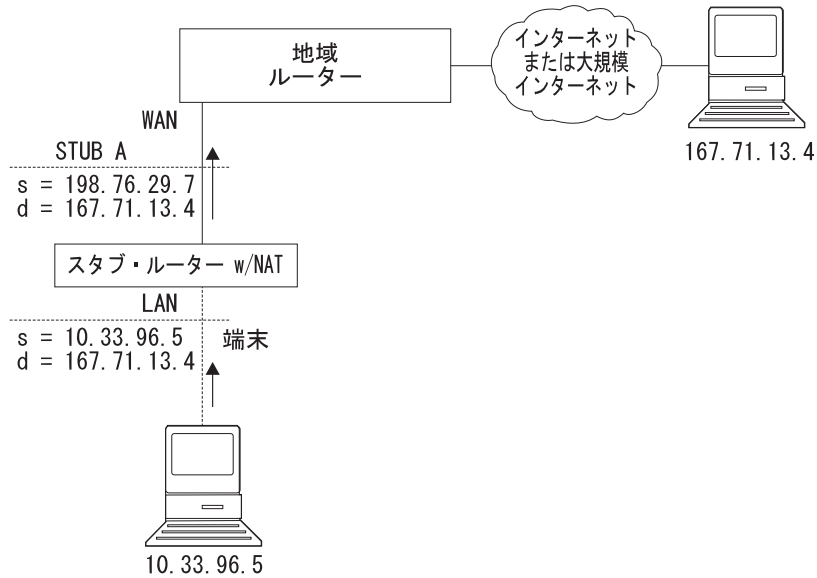 地域
ルーター
インターネット
または大規模
インターネット
167.71.13.4
WAN
STUB A
s = 198.76.29.7
d = 167.71.13.4
スタブ・ルーター w/NAT
LAN
s = 10.33.96.5
d = 167.71.13.4
端末
10.33.96.5